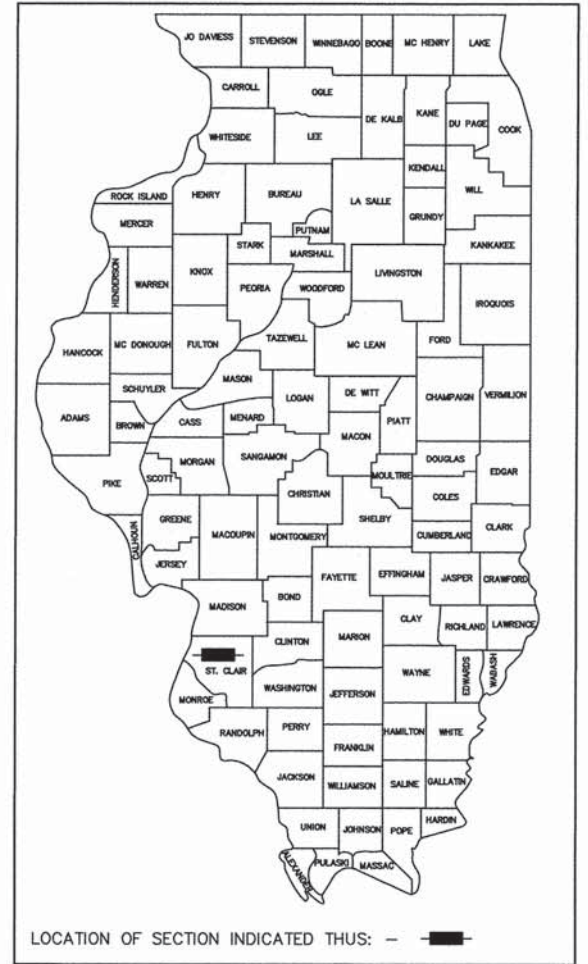 JO DAVIESS
STEVENSON
WINNEBAGO
BOONE
MC HENRY
LAKE
CARROLL
OGLE
DE KALB
KANE
DU PAGE
COOK
WHITESIDE
LEE
KENDALL
WILL
ROCK ISLAND
HENRY
BUREAU
LA SALLE
GRUNDY
MERCER
PUTNAM
KANKAKEE
STARK
MARSHALL
HENDERSON
WARREN
KNOX
PEORIA
WOODFORD
LIVINGSTON
IROQUOIS
HANCOCK
MC DONOUGH
FULTON
TAZEWELL
MC LEAN
FORD
MASON
SCHUYLER
LOGAN
DE WITT
CHAMPAIGN
VERMILION
ADAMS
BROWN
CASS
MENARD
MACON
PIATT
MORGAN
SANGAMON
DOUGLAS
EDGAR
PIKE
SCOTT
CHRISTIAN
MOULTRIE
COLES
GREENE
MACOUPIN
MONTGOMERY
SHELBY
CUMBERLAND
CLARK
CALHOUN
JERSEY
FAYETTE
EFFINGHAM
JASPER
CRAWFORD
MADISON
BOND
CLAY
RICHLAND
LAWRENCE
CLINTON
MARION
ST. CLAIR
WAYNE
EDWARDS
WABASH
WASHINGTON
JEFFERSON
MONROE
RANDOLPH
PERRY
HAMILTON
WHITE
FRANKLIN
JACKSON
WILLIAMSON
SALINE
GALLATIN
HARDIN
UNION
JOHNSON
POPE
ALEXANDER
PULASKI
MASSAC
LOCATION OF SECTION INDICATED THUS: -